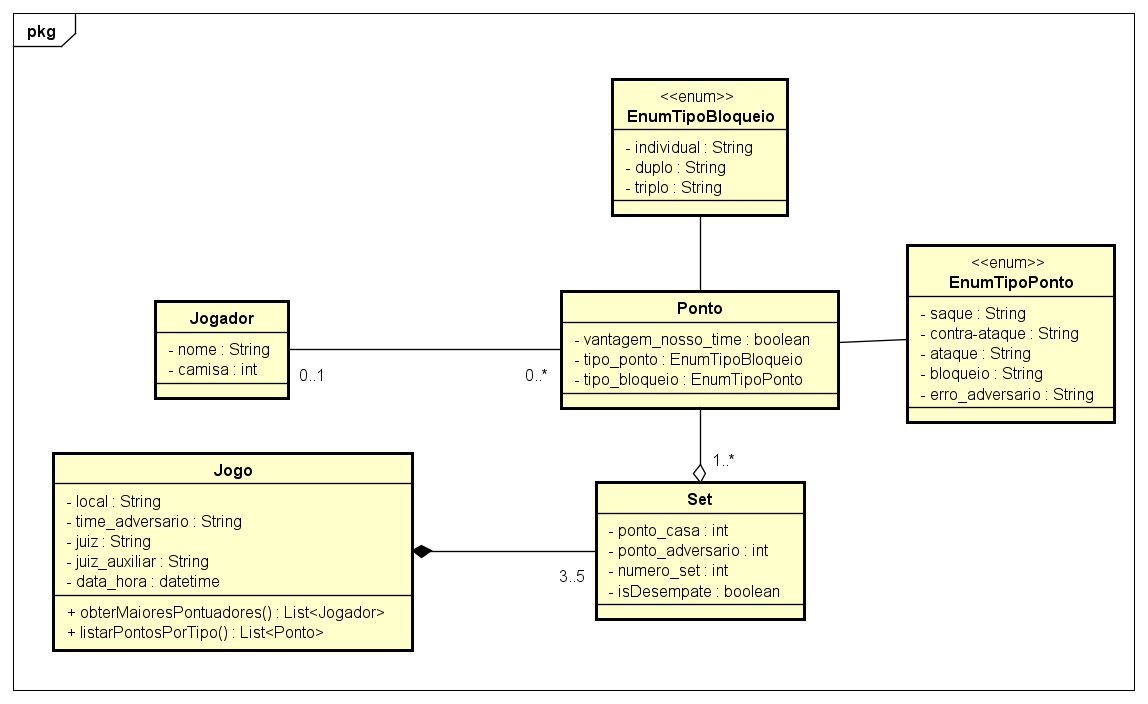 pkg
<<enum>>
EnumTipoBloqueio
- individual : String
- duplo : String
- triplo : String
<<enum>>
EnumTipoPonto
- saque : String
- contra-ataque : String
- ataque : String
- bloqueio : String
- erro_adversario : String
Jogador
- nome : String
- camisa : int
0..1
0..*
Ponto
- vantagem_nosso_time : boolean
- tipo_ponto : EnumTipoBloqueio
- tipo_bloqueio : EnumTipoPonto
1..*
Jogo
- local : String
- time_adversario : String
- juiz : String
- juiz_auxiliar : String
- data_hora : datetime
+ obterMaioresPontuadores() : List<Jogador>
+ listarPontosPorTipo() : List<Ponto>
3..5
Set
- ponto_casa : int
- ponto_adversario : int
- numero_set : int
- isDesempate : boolean